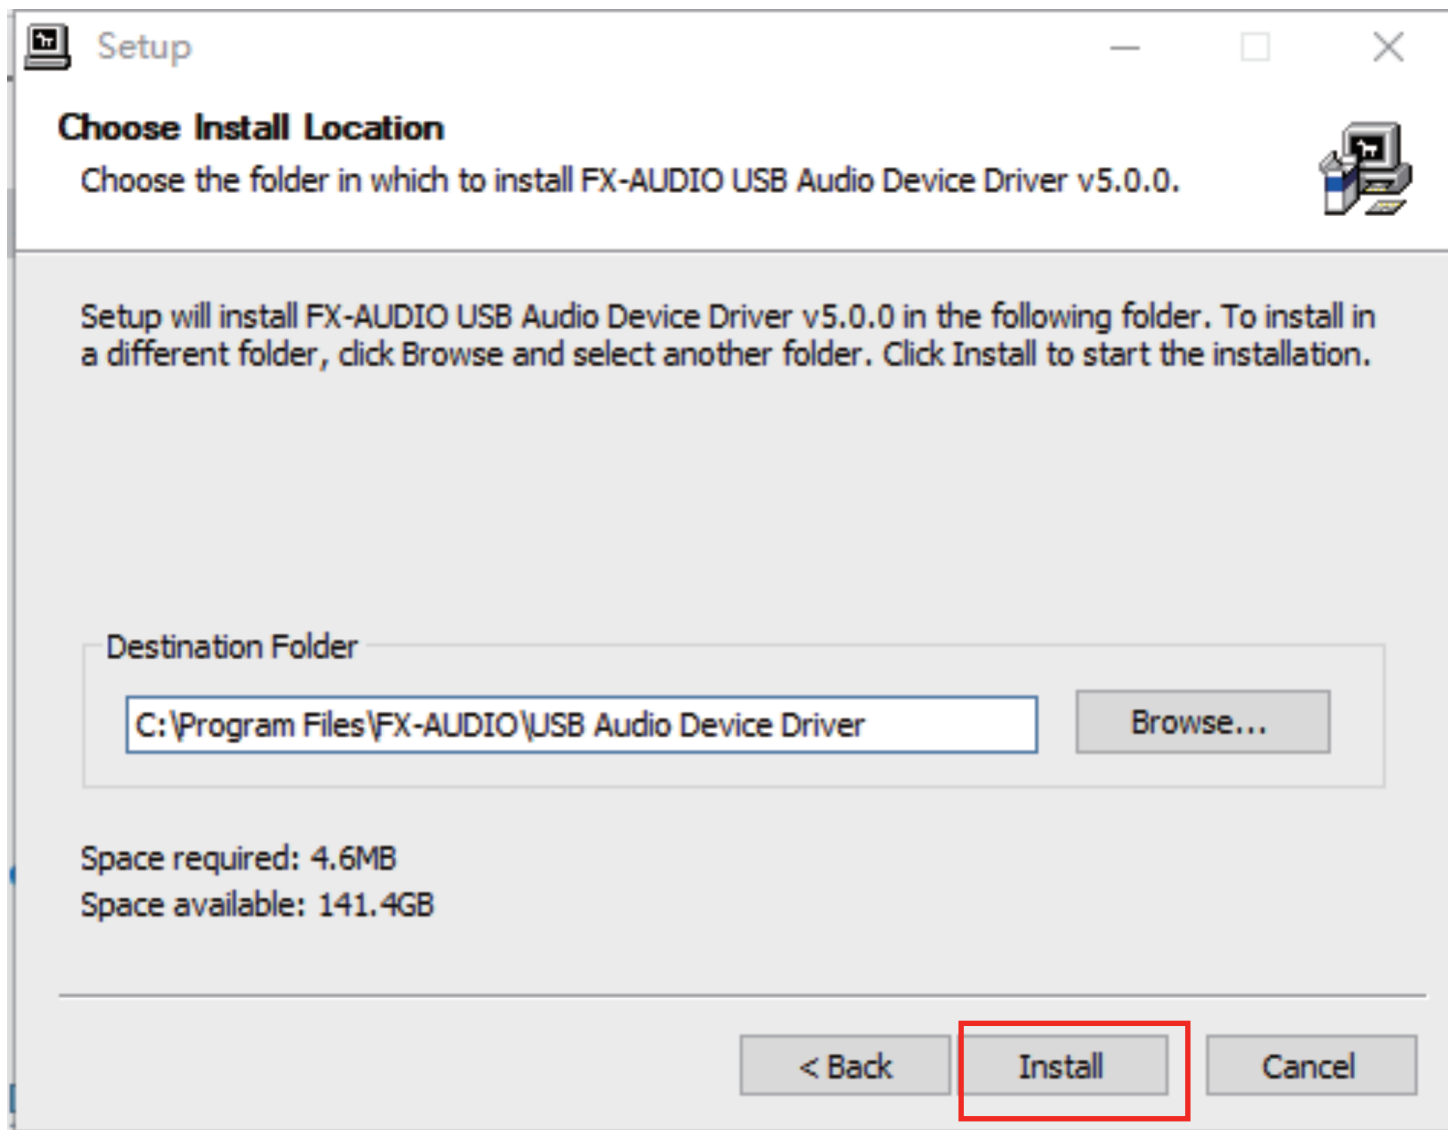 Setup
Choose Install Location
Choose the folder in which to install FX-AUDIO USB Audio Device Driver v5.0.0.
Setup will install FX-AUDIO USB Audio Device Driver v5.0.0 in the following folder. To install in
a different folder, click Browse and select another folder. Click Install to start the installation.
Destination Folder
C:\Program Files\FX-AUDIO\USB Audio Device Driver
Browse...
Space required: 4.6MB
Space available: 141.4GB
< Back
Install
Cancel